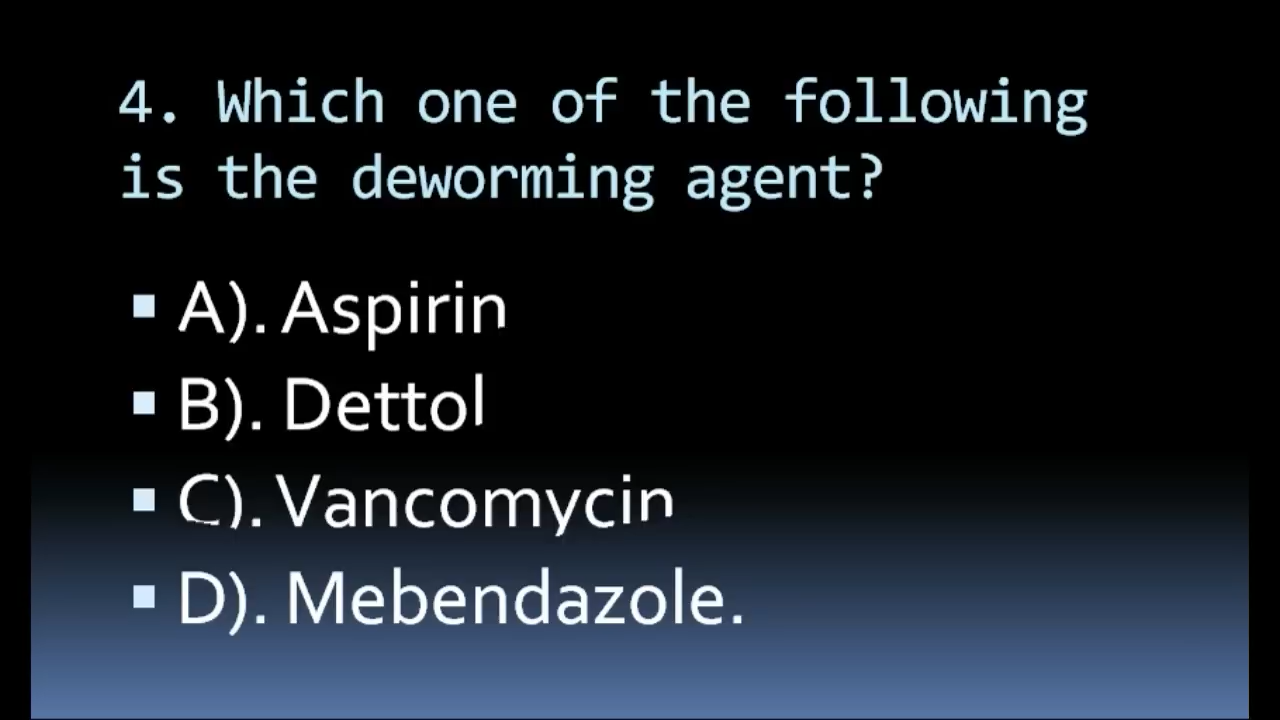 4. Which one of the following
is the deworming agent?
A). Aspirin
B). Dettol
C). Vancomycin
D). Mebendazole.